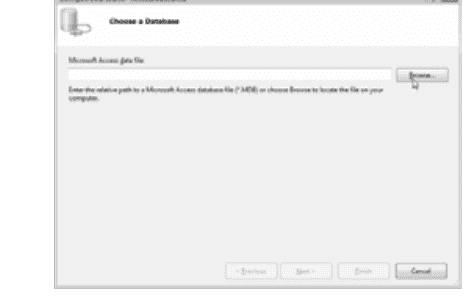 Choose a Database
Microsoft Access data file:
Browse...
Enter the relative path to a Microsoft Access database file (*.MDB) or choose Browse to locate the file on your
computer.
< Previous
Next >
Finish
Cancel